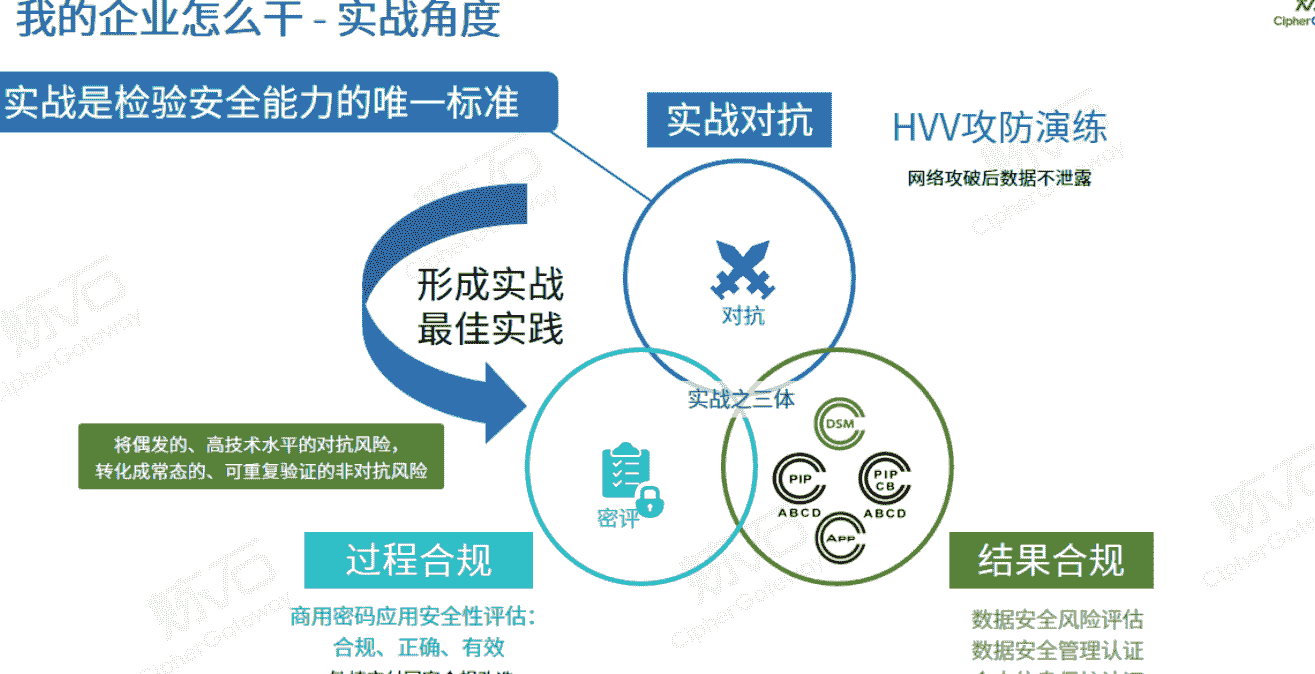 我的企业怎么干 - 实战角度
实战是检验安全能力的唯一标准
实战对抗
HVV攻防演练
网络攻破后数据不泄露
形成实战
最佳实践
对抗
实战之三体
将偶发的、高技术水平的对抗风险，
转化成常态的、可重复验证的非对抗风险
DSM
PIP
ABCD
PIP
CB
ABCD
APP
密评
过程合规
结果合规
商用密码应用安全性评估：
合规、正确、有效
数据安全风险评估
数据安全管理认证
炼石
CipherGateway